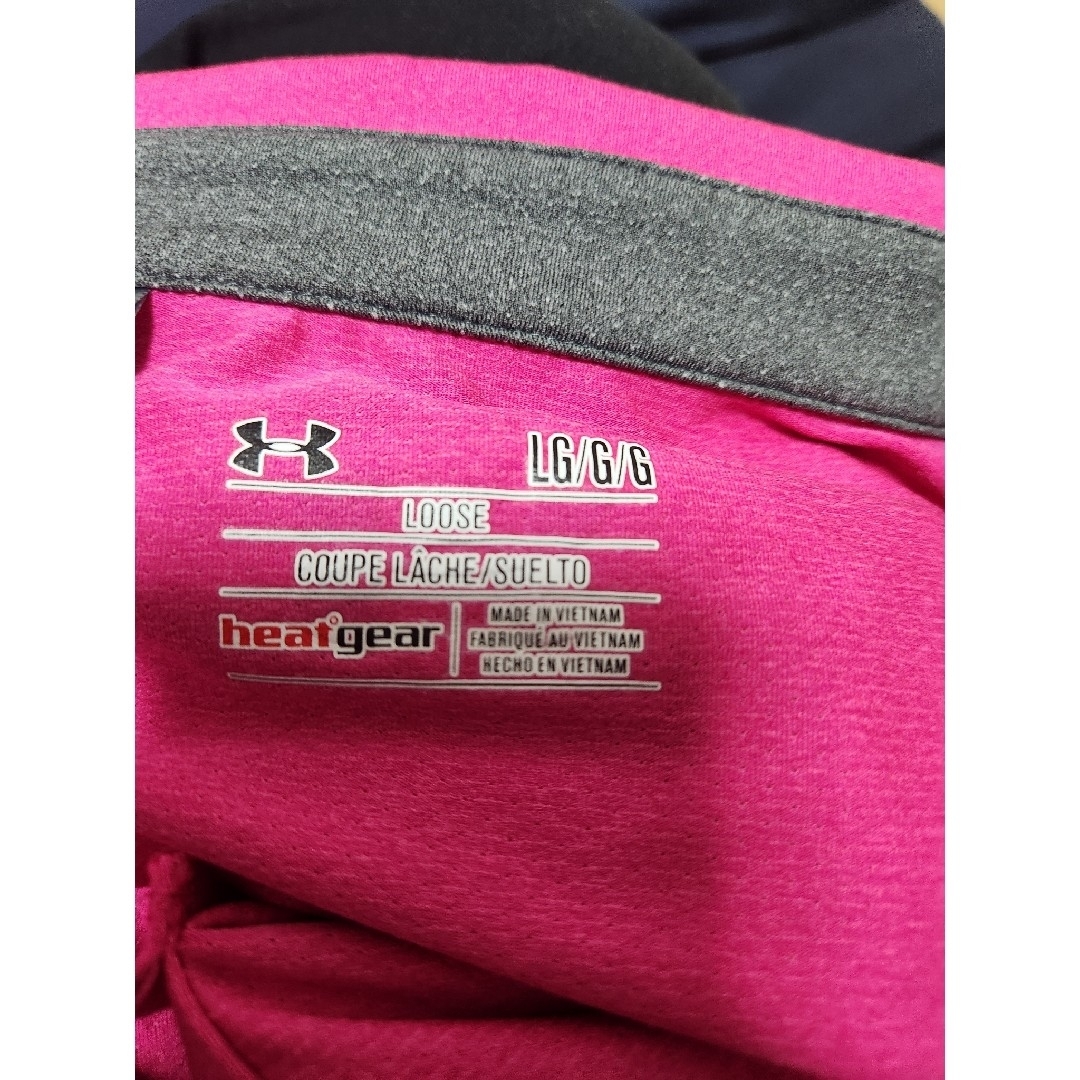 LG/G/G
LOOSE
COUPE LÂCHE/SUELTO
heatgear
MADE IN VIETNAM
FABRIQUÉ AU VIETNAM
HECHO EN VIETNAM